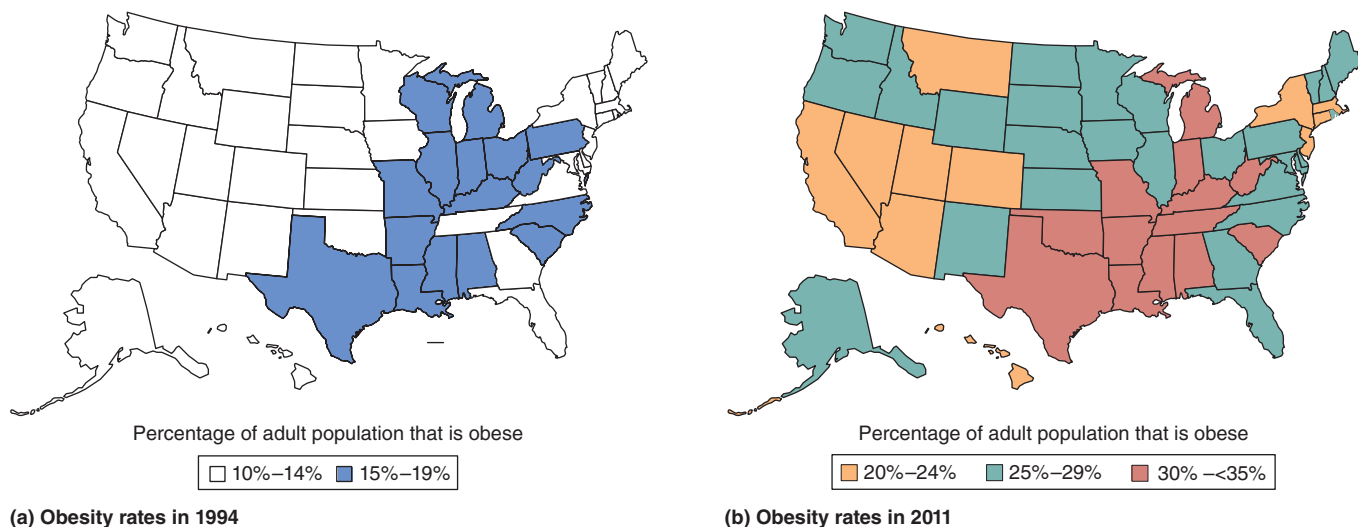 Percentage of adult population that is obese
10%–14% 15%–19%
(a) Obesity rates in 1994
Percentage of adult population that is obese
20%–24% 25%–29% 30% –<35%
(b) Obesity rates in 2011